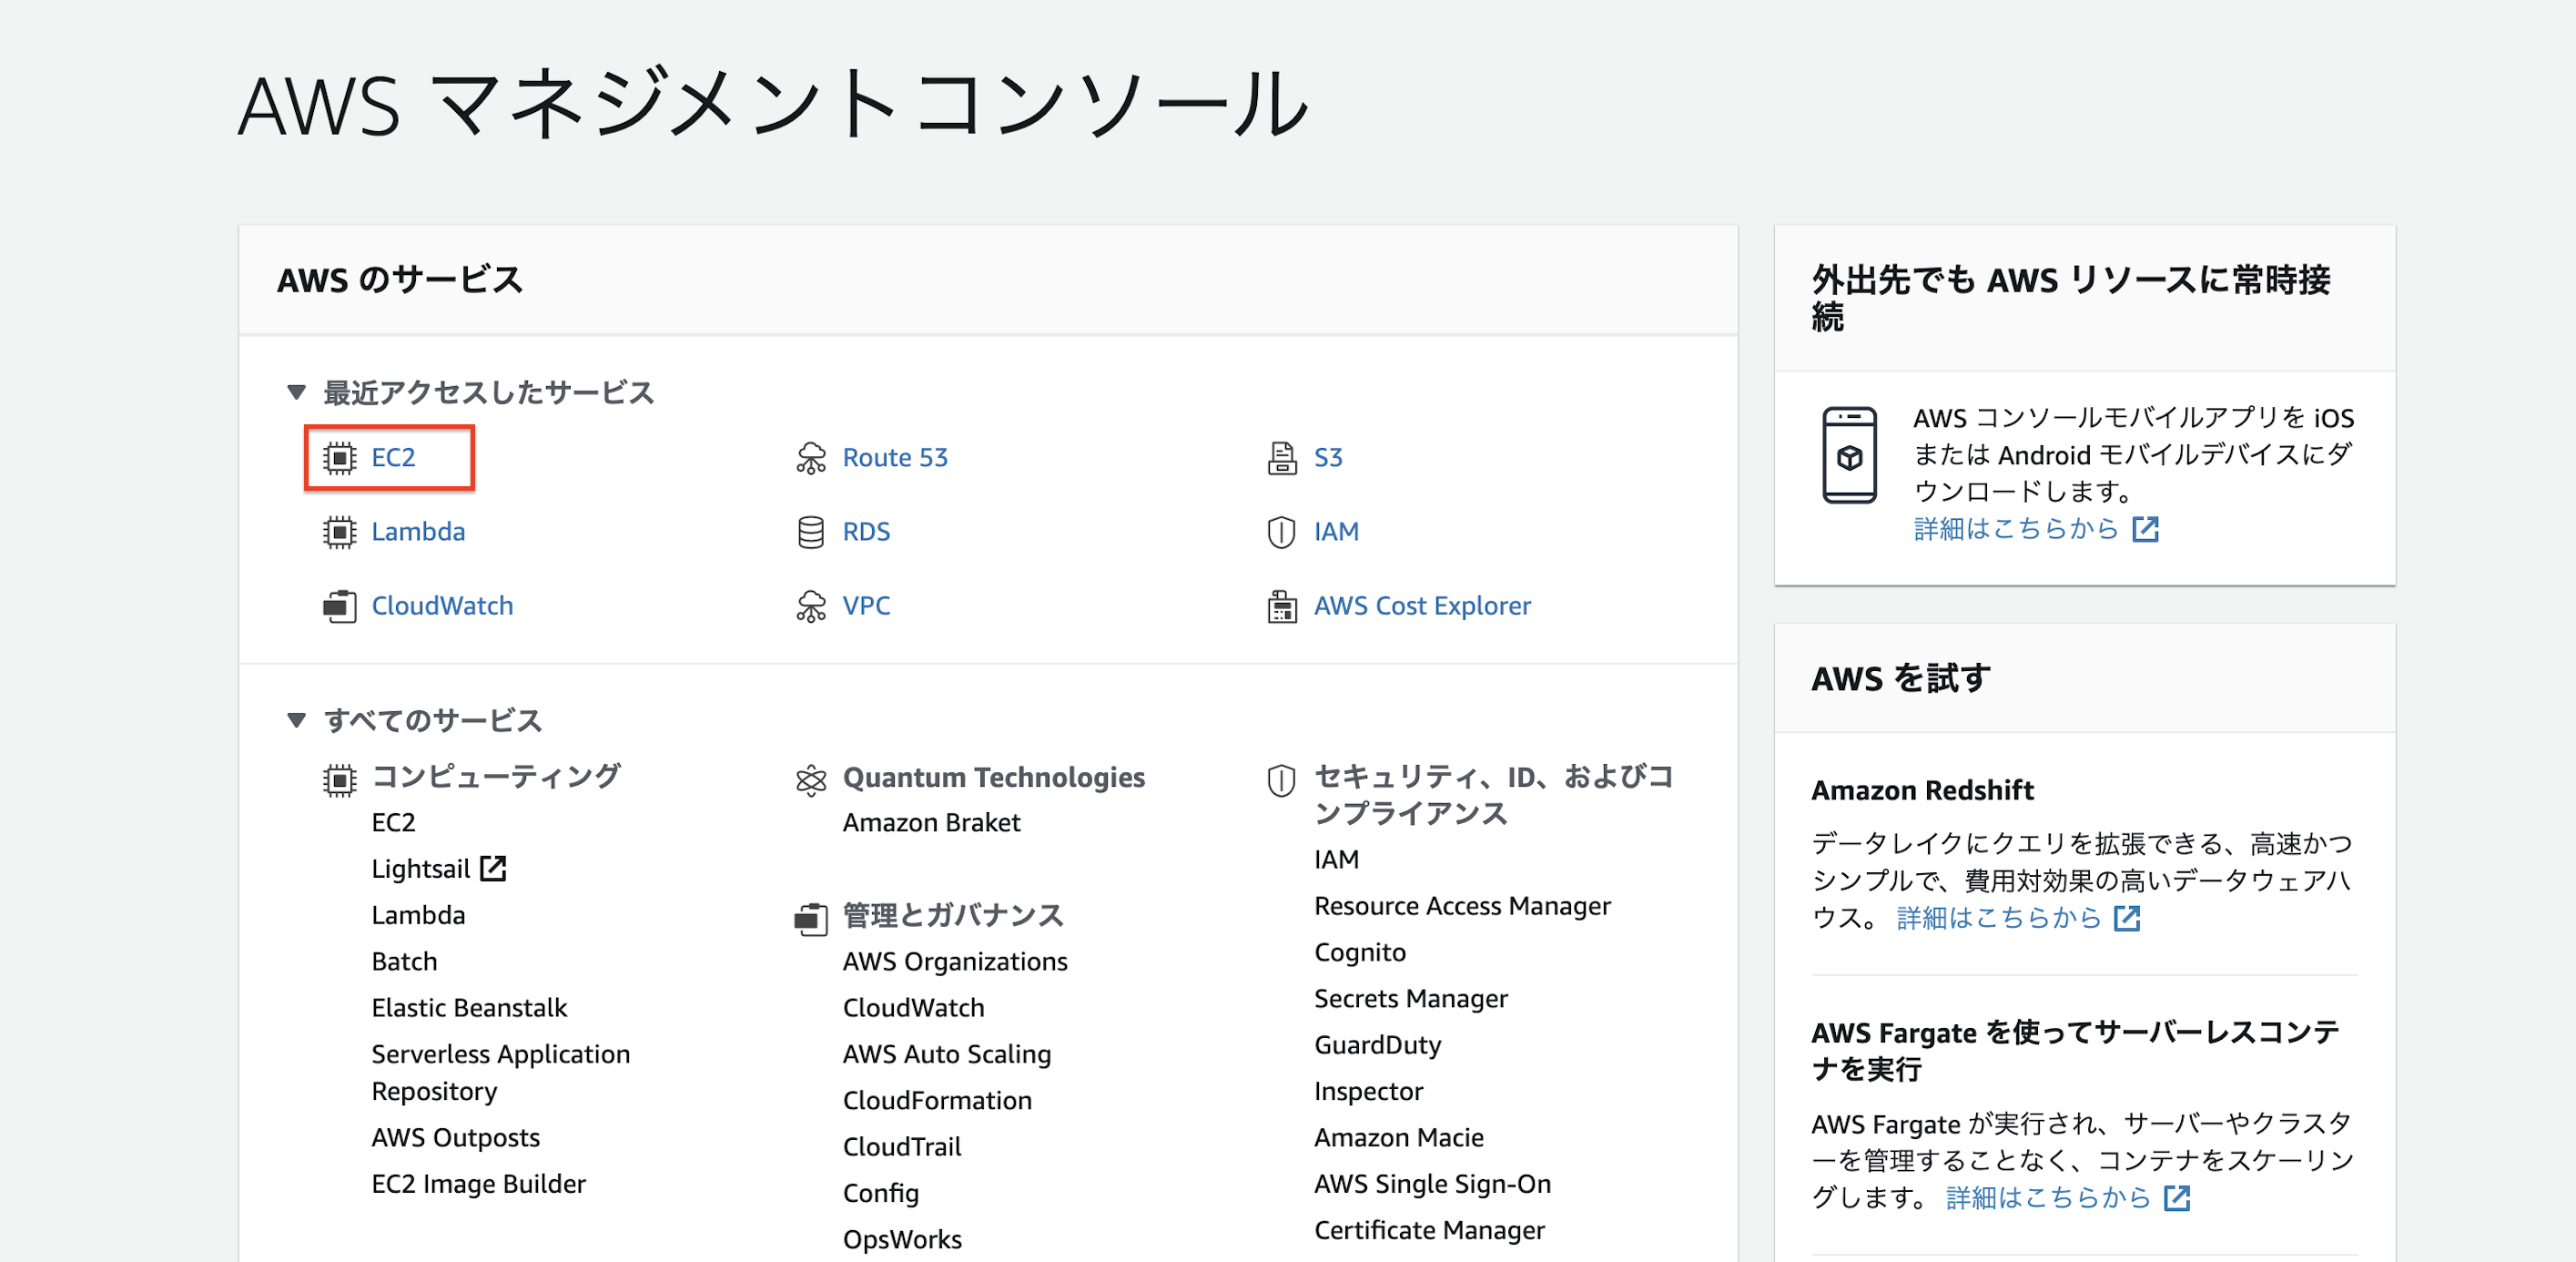 AWS マネジメントコンソール
AWS のサービス
▼ 最近アクセスしたサービス
EC2
Route 53
S3
Lambda
RDS
IAM
CloudWatch
VPC
AWS Cost Explorer
▼ すべてのサービス
コンピューティング
EC2
Lightsail
Lambda
Batch
Elastic Beanstalk
Serverless Application
Repository
AWS Outposts
EC2 Image Builder
Quantum Technologies
Amazon Braket
管理とガバナンス
AWS Organizations
CloudWatch
AWS Auto Scaling
CloudFormation
CloudTrail
Config
OpsWorks
セキュリティ、ID、およびコ
ンプライアンス
IAM
Resource Access Manager
Cognito
Secrets Manager
GuardDuty
Inspector
Amazon Macie
AWS Single Sign-On
Certificate Manager
外出先でも AWS リソースに常時接
続
AWS コンソールモバイルアプリを iOS
または Android モバイルデバイスにダ
ウンロードします。
詳細はこちらから
AWS を試す
Amazon Redshift
データレイクにクエリを拡張できる、高速かつ
シンプルで、費用対効果の高いデータウェアハ
ウス。 詳細はこちらから
AWS Fargate を使ってサーバーレスコンテ
ナを実行
AWS Fargate が実行され、サーバーやクラスタ
ーを管理することなく、コンテナをスケーリン
グします。 詳細はこちらから